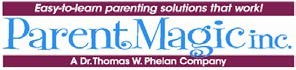 Easy-to-learn parenting solutions that work!
ParentMagic inc.
A Dr. Thomas W. Phelan Company